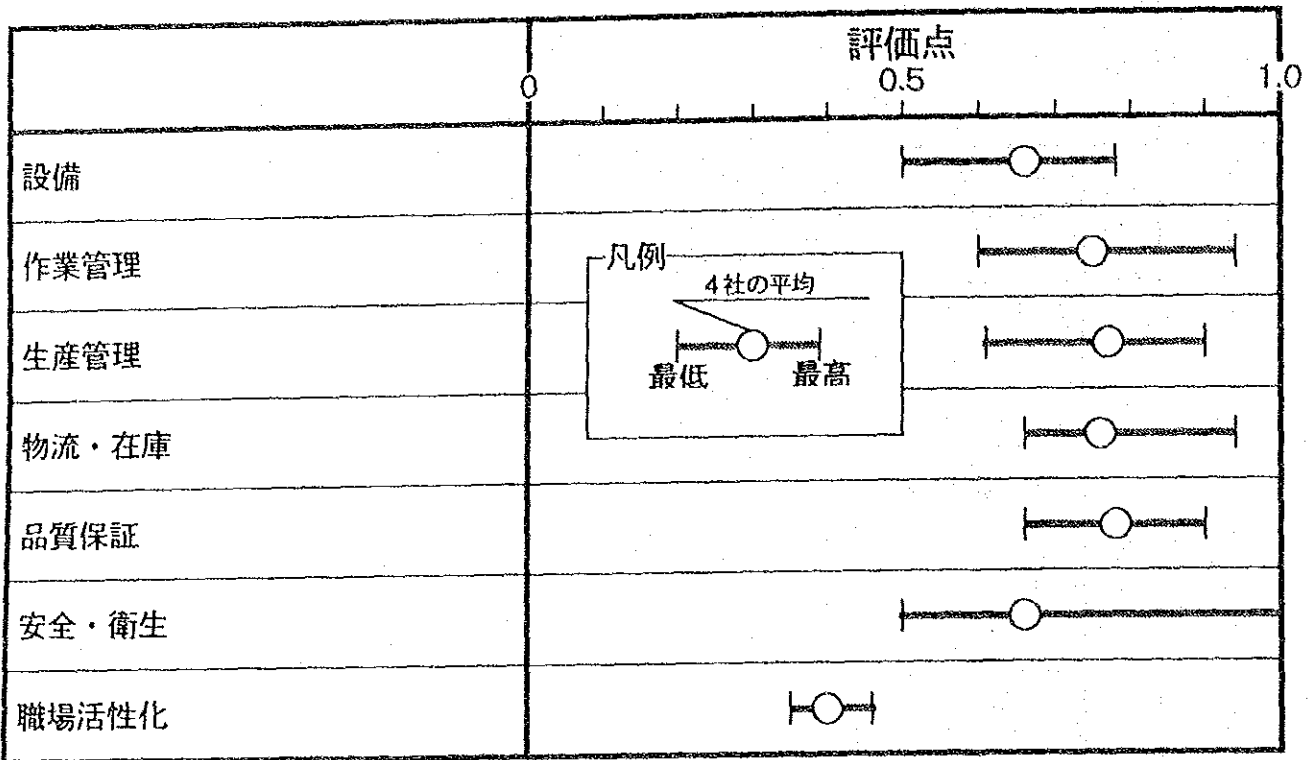 評価点
0
0.5
1.0
設備
作業管理
生産管理
物流・在庫
品質保証
安全・衛生
職場活性化
凡例
4社の平均
最低
最高